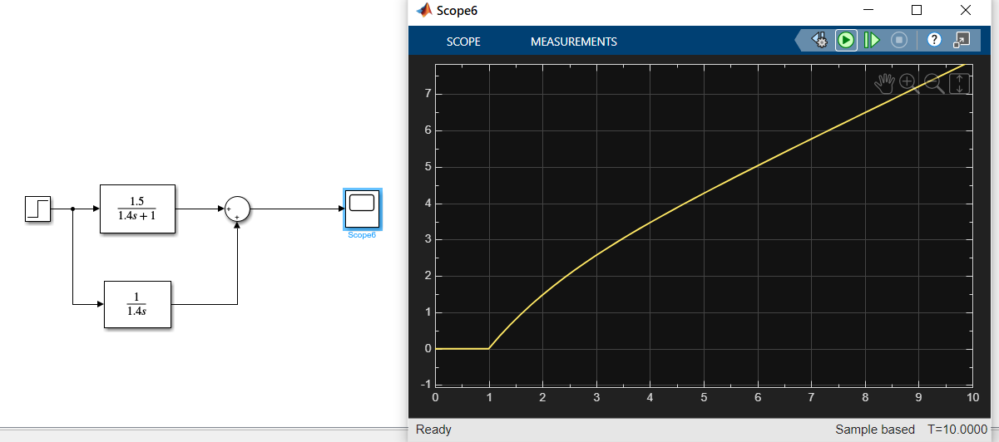 Scope6
SCOPE MEASUREMENTS ?
7
6
5
4
3
2
1
0
-1
0 1 2 3 4 5 6 7 8 9 10
Ready Sample based T=10.0000
1.5
1.4s + 1
+
+
Scope6
1
1.4s